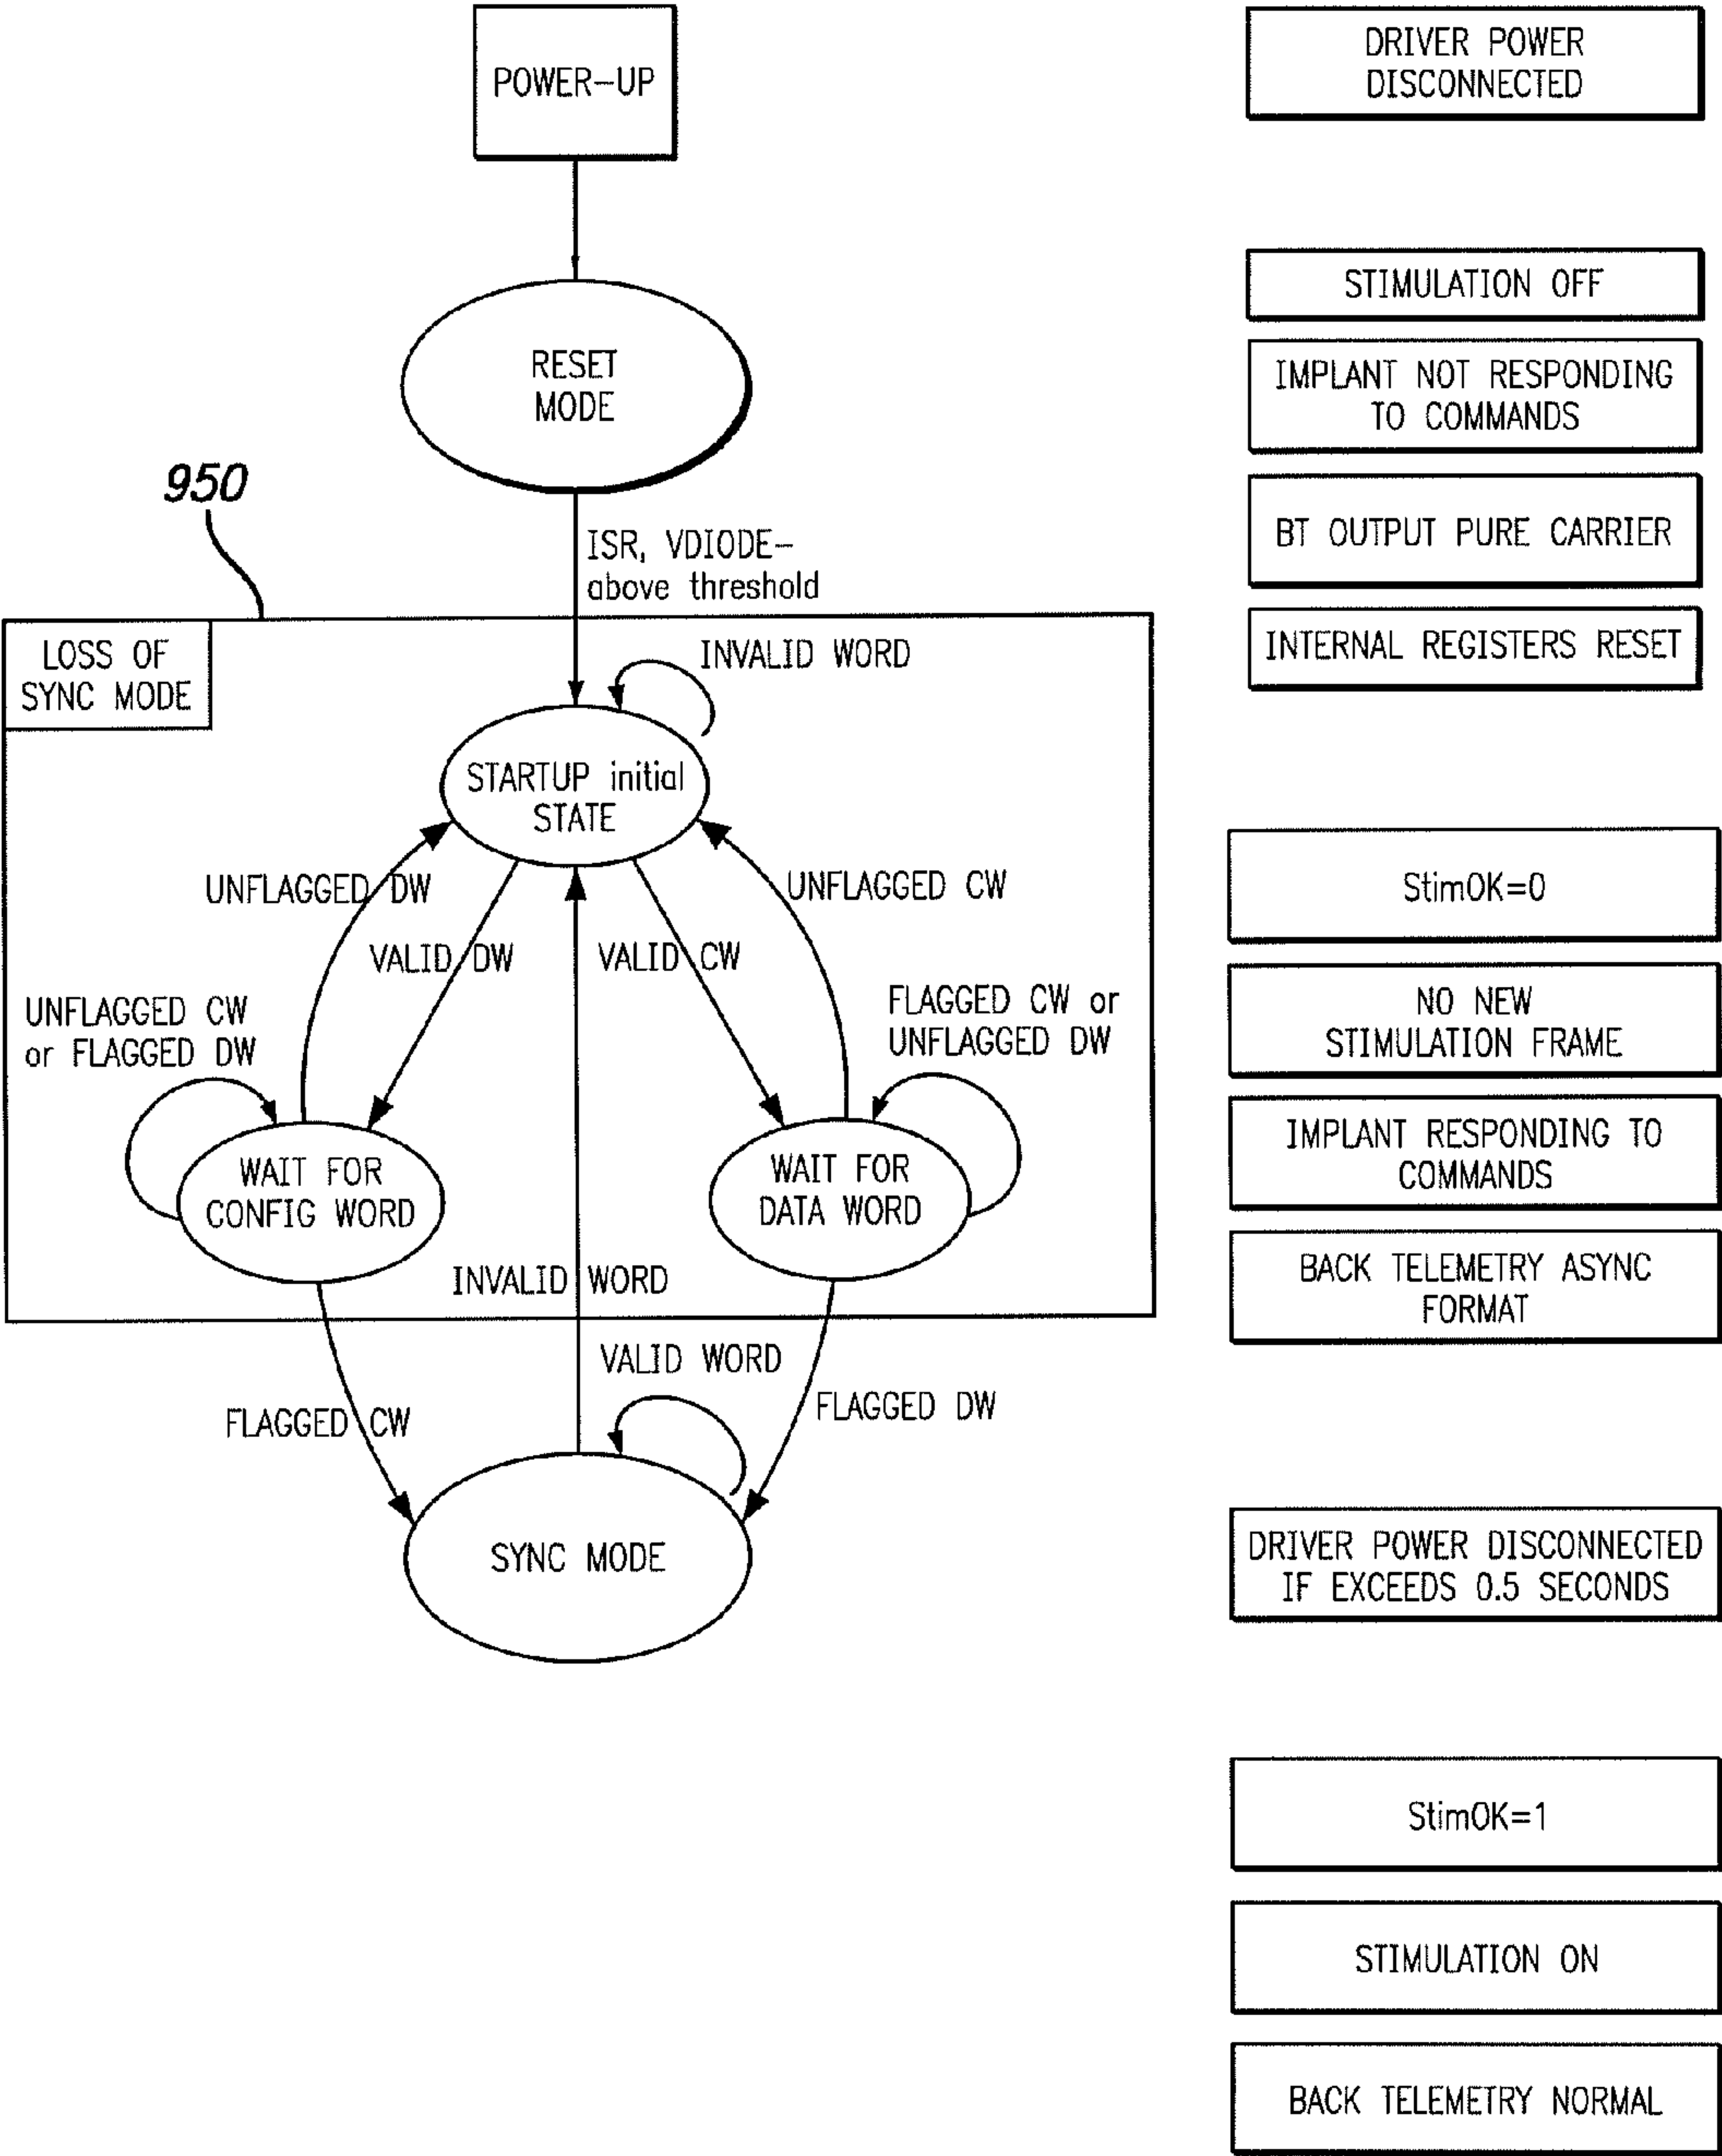 POWER-UP
RESET
MODE
950
ISR, VDIODE-
above threshold
LOSS OF
SYNC MODE
INVALID WORD
STARTUP initial
STATE
UNFLAGGED DW
UNFLAGGED CW
VALID DW
VALID CW
UNFLAGGED CW
or FLAGGED DW
FLAGGED CW or
UNFLAGGED DW
WAIT FOR
CONFIG WORD
WAIT FOR
DATA WORD
INVALID WORD
VALID WORD
FLAGGED CW
FLAGGED DW
SYNC MODE
DRIVER POWER
DISCONNECTED
STIMULATION OFF
IMPLANT NOT RESPONDING
TO COMMANDS
BT OUTPUT PURE CARRIER
INTERNAL REGISTERS RESET
StimOK=0
NO NEW
STIMULATION FRAME
IMPLANT RESPONDING TO
COMMANDS
BACK TELEMETRY ASYNC
FORMAT
DRIVER POWER DISCONNECTED
IF EXCEEDS 0.5 SECONDS
StimOK=1
STIMULATION ON
BACK TELEMETRY NORMAL